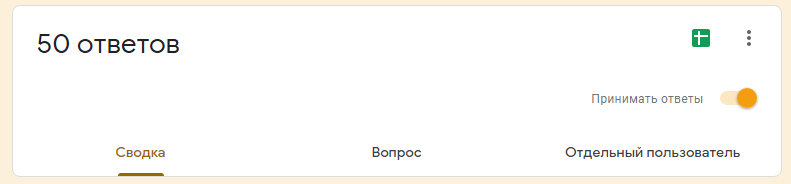 50 ответов
Принимать ответы
Сводка
Вопрос
Отдельный пользователь